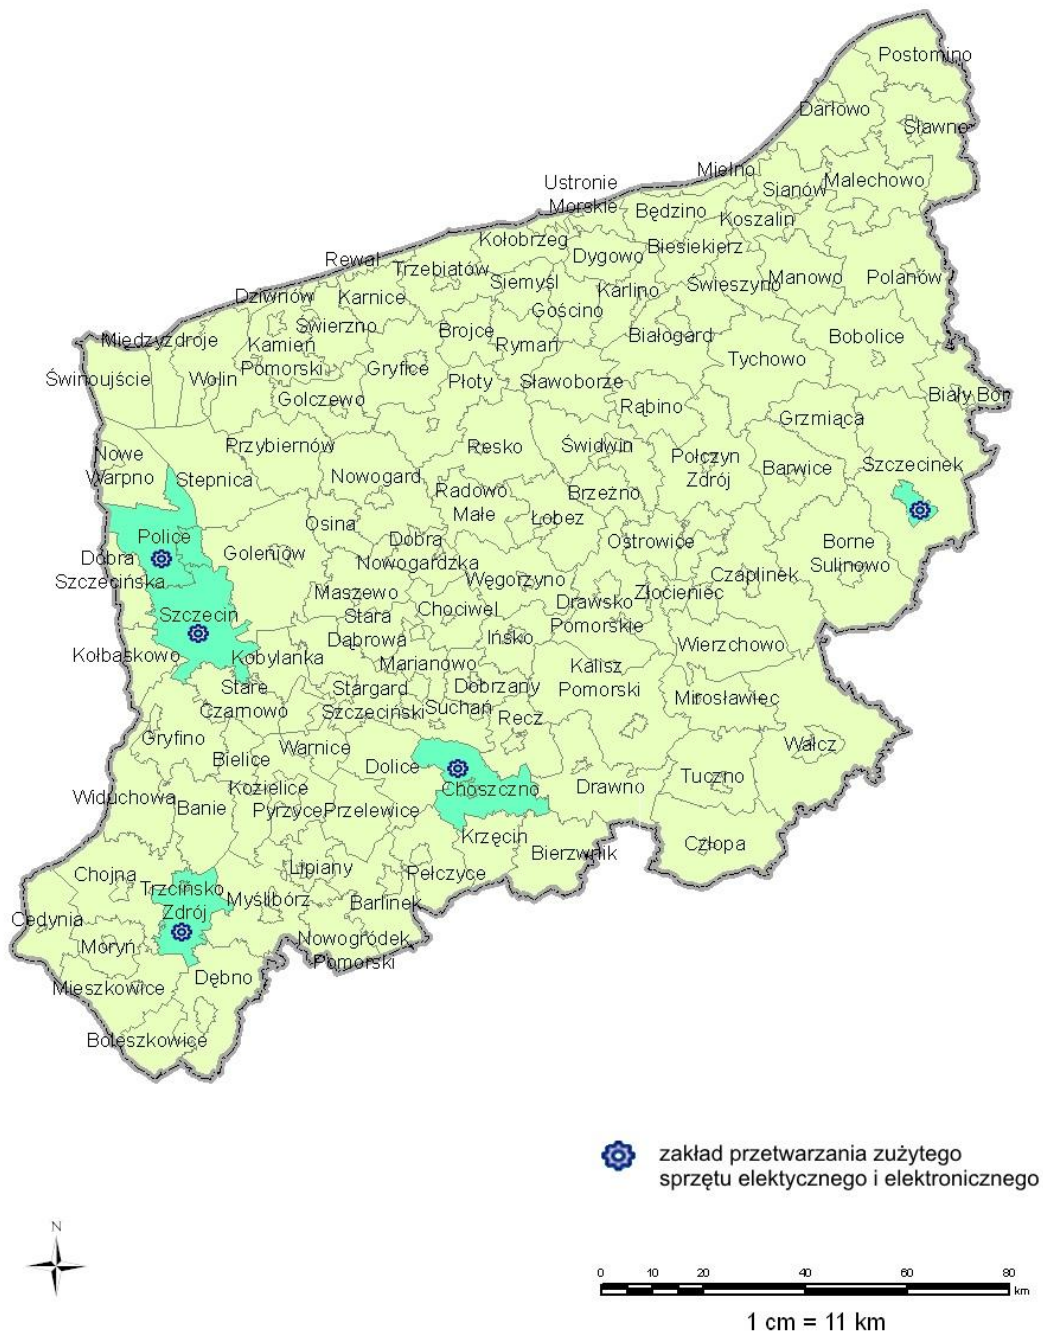 Postomino
Darłowo
Sławno
Mielno
Ustronie
Morskie
Sianów
Malechowo
Będzino
Koszalin
Kołobrzeg
Dygowo
Biesiekierz
Rewal
Trzebiatów
Siemyśl
Karlino
Świeszyno
Manowo
Polanów
Dziwnów
Karnice
Gościno
Świerzno
Brojce
Rymań
Białogard
Bobolice
Międzyzdroje
Kamień
Pomorski
Tychowo
Świnoujście
Wolin
Gryfice
Płoty
Sławoborze
Biały Bór
Golczewo
Rąbino
Grzmiąca
Przybiernów
Resko
Świdwin
Nowe
Warpno
Stepnica
Nowogard
Połczyn
Zdrój
Barwice
Szczecinek
Radowo
Małe
Brzeżno
Łobez
Osina
Police
Dobra
Szczecińska
Goleniów
Dobra
Nowogardzka
Ostrowice
Borne
Sulinowo
Węgorzyno
Czaplinek
Maszewo
Złocieniec
Drawsko
Pomorskie
Szczecin
Stara
Dąbrowa
Chociwel
Ińsko
Wierzchowo
Kołbaskowo
Kobylanka
Marianowo
Kalisz
Pomorski
Stare
Czarnowo
Stargard
Szczeciński
Dobrzany
Suchań
Mirosławiec
Recz
Gryfino
Warnice
Wałcz
Bielice
Dolice
Tuczno
Widuchowa
Kozielice
Choszczno
Drawno
Banie
Pyrzyce
Przelewice
Krzęcin
Bierzwnik
Człopa
Chojna
Lipiany
Pełczyce
Trzcińsko
Zdrój
Myślibórz
Barlinek
Cedynia
Moryń
Nowogródek
Pomorski
Mieszkowice
Dębno
Boleszkowice
zakład przetwarzania zużytego
sprzętu elektycznego i elektronicznego
N
0 10 20 40 60 80
km
1 cm = 11 km